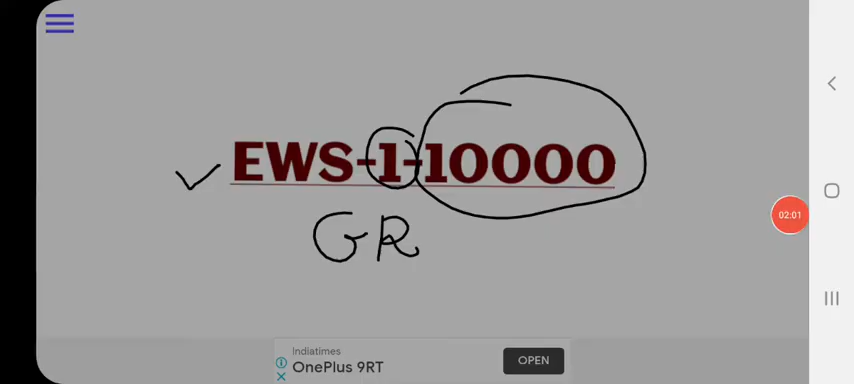 EWS-1-10000
GR
02:01
Indiatimes
OnePlus 9RT
OPEN